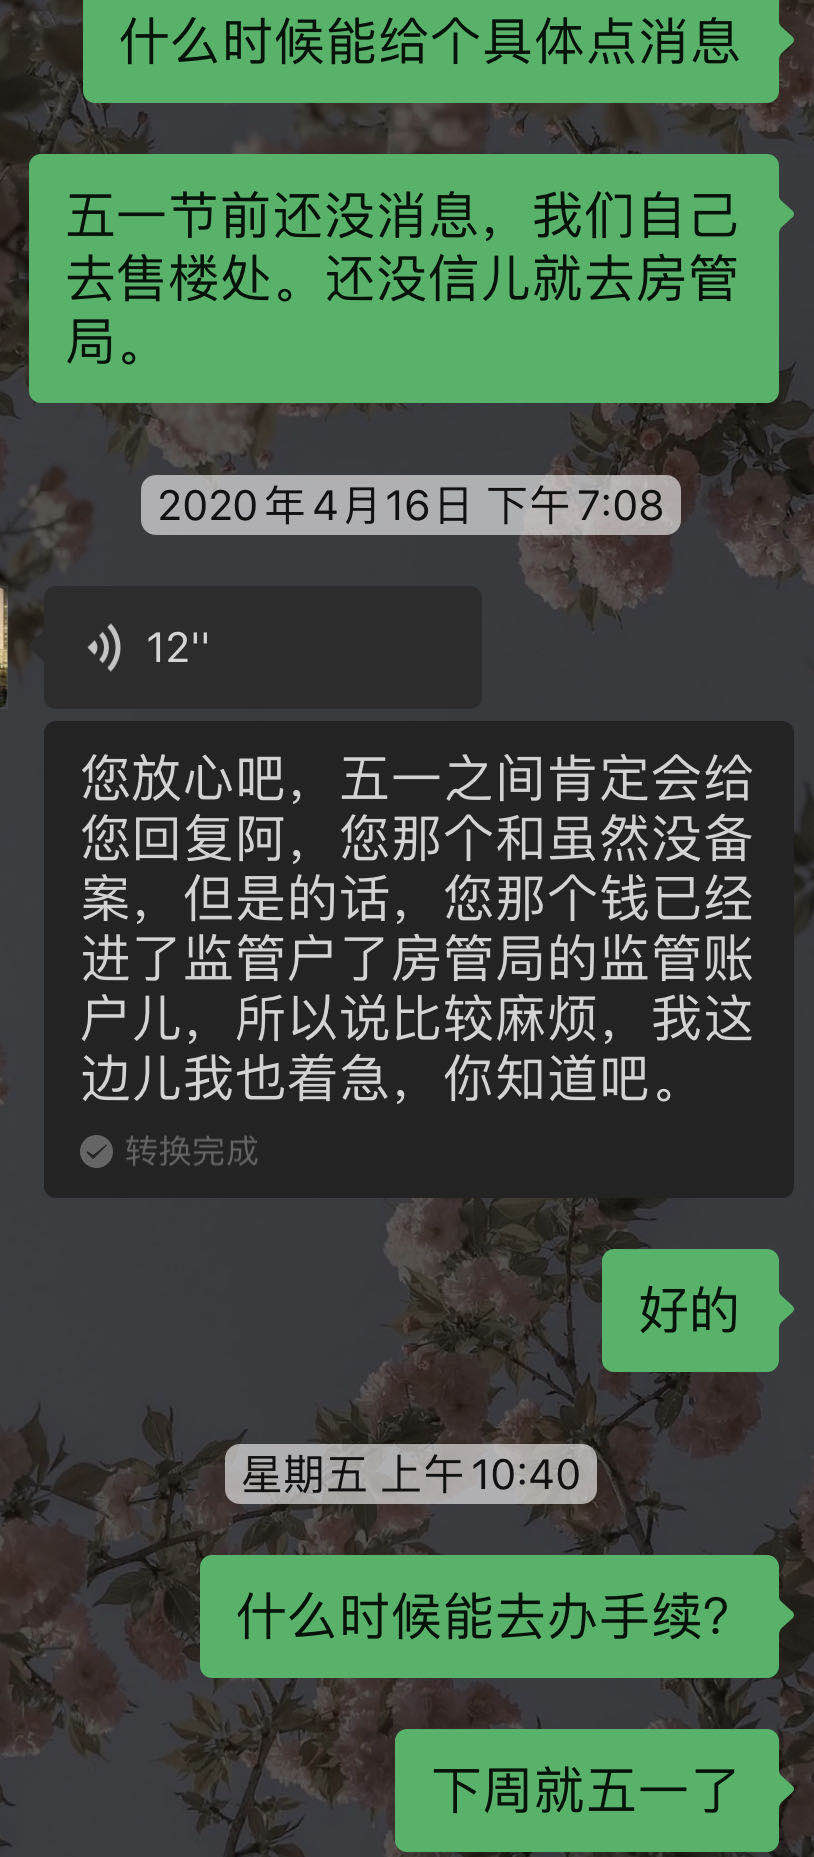 什么时候能给个具体点消息
五一节前还没消息，我们自己
去售楼处。还没信儿就去房管
局。
2020年4月16日 下午7:08
12''
您放心吧，五一之间肯定会给
您回复阿，您那个和虽然没备
案，但是的话，您那个钱已经
进了监管户了房管局的监管账
户儿，所以说比较麻烦，我这
边儿我也着急，你知道吧。
转换完成
好的
星期五 上午10:40
什么时候能去办手续？
下周就五一了